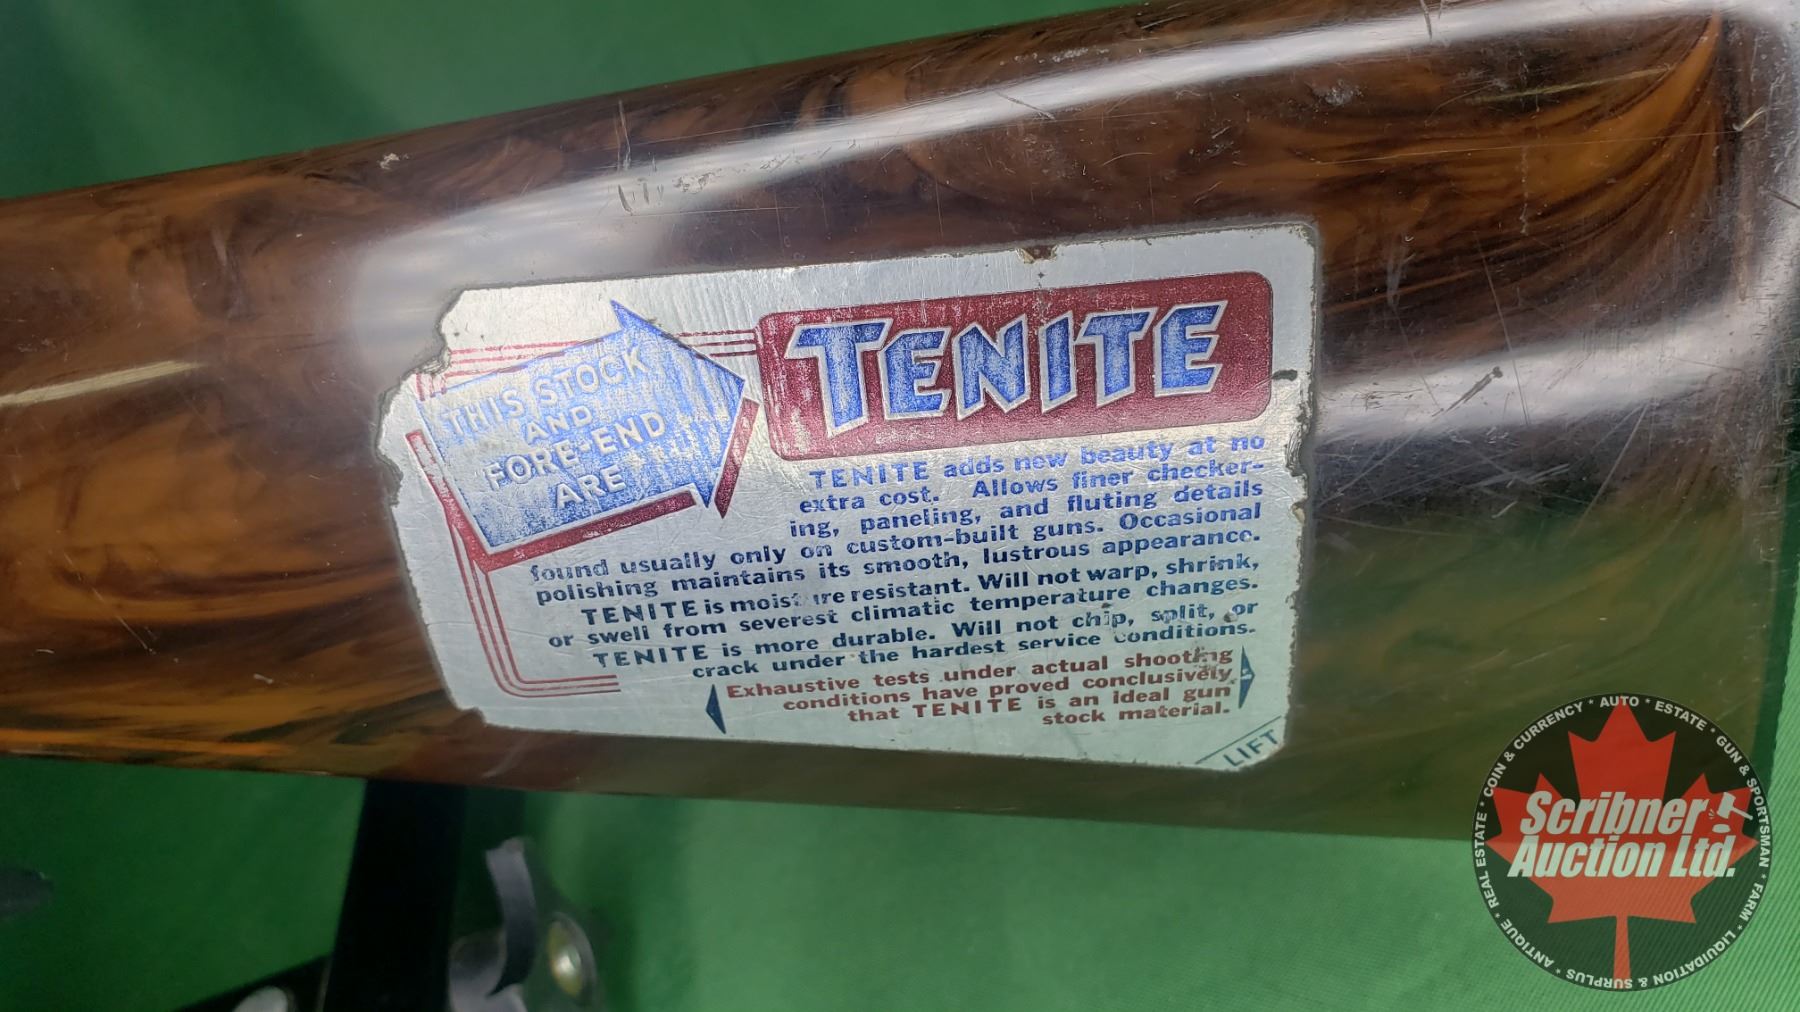 THIS STOCK
AND
FORE-END
ARE
TENITE
TENITE adds new beauty at no
extra cost. Allows finer checker-
ing, paneling, and fluting details
found usually only on custom-built guns. Occasional
polishing maintains its smooth, lustrous appearance.
TENITE is moisture resistant. Will not warp, shrink,
or swell from severest climatic temperature changes.
TENITE is more durable. Will not chip, split, or
crack under the hardest service conditions.
Exhaustive tests under actual shooting
conditions have proved conclusively
that TENITE is an ideal gun
stock material.
LIFT
Scribner
Auction Ltd.
ANTIQUE * REAL ESTATE * COIN & CURRENCY * AUTO * ESTATE * GUN & SPORTSMAN * FARM * LIQUIDATION & SURPLUS *